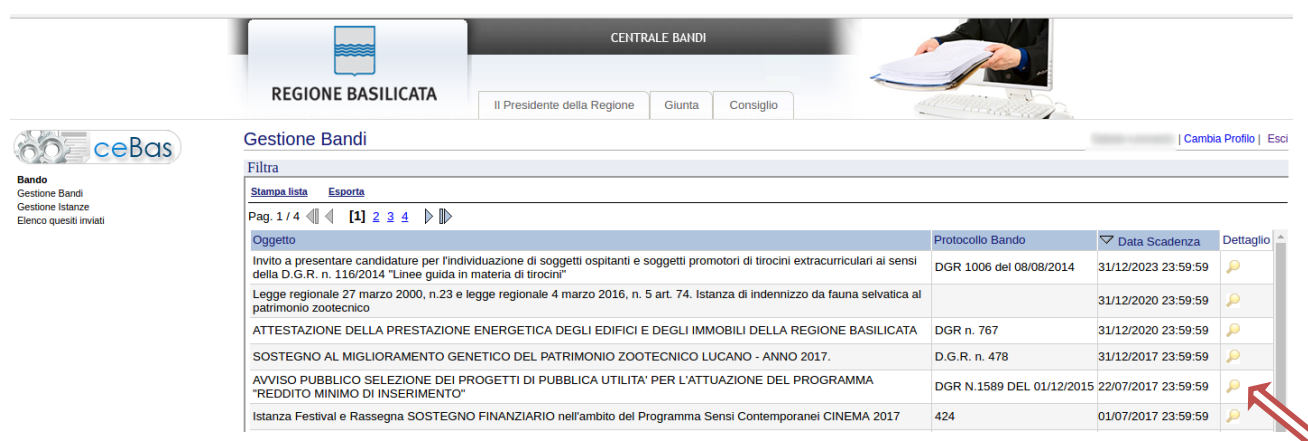 CENTRALE BANDI
REGIONE BASILICATA
Il Presidente della Regione Giunta Consiglio
ceBas
Gestione Bandi
| Cambia Profilo | Esci
Filtra
Bando
Gestione Bandi
Gestione Istanze
Elenco quesiti inviati
Stampa lista Esporta
Pag. 1 / 4 [1] 2 3 4
Oggetto Protocollo Bando Data Scadenza Dettaglio
Invito a presentare candidature per l'individuazione di soggetti ospitanti e soggetti promotori di tirocini extracurriculari ai sensi
della D.G.R. n. 116/2014 "Linee guida in materia di tirocini" DGR 1006 del 08/08/2014 31/12/2023 23:59:59
Legge regionale 27 marzo 2000, n.23 e legge regionale 4 marzo 2016, n. 5 art. 74. Istanza di indennizzo da fauna selvatica al
patrimonio zootecnico 31/12/2020 23:59:59
ATTESTAZIONE DELLA PRESTAZIONE ENERGETICA DEGLI EDIFICI E DEGLI IMMOBILI DELLA REGIONE BASILICATA DGR n. 767 31/12/2020 23:59:59
SOSTEGNO AL MIGLIORAMENTO GENETICO DEL PATRIMONIO ZOOTECNICO LUCANO - ANNO 2017. D.G.R. n. 478 31/12/2017 23:59:59
AVVISO PUBBLICO SELEZIONE DEI PROGETTI DI PUBBLICA UTILITA' PER L'ATTUAZIONE DEL PROGRAMMA
"REDDITO MINIMO DI INSERIMENTO" DGR N.1589 DEL 01/12/2015 22/07/2017 23:59:59
Istanza Festival e Rassegna SOSTEGNO FINANZIARIO nell'ambito del Programma Sensi Contemporanei CINEMA 2017 424 01/07/2017 23:59:59